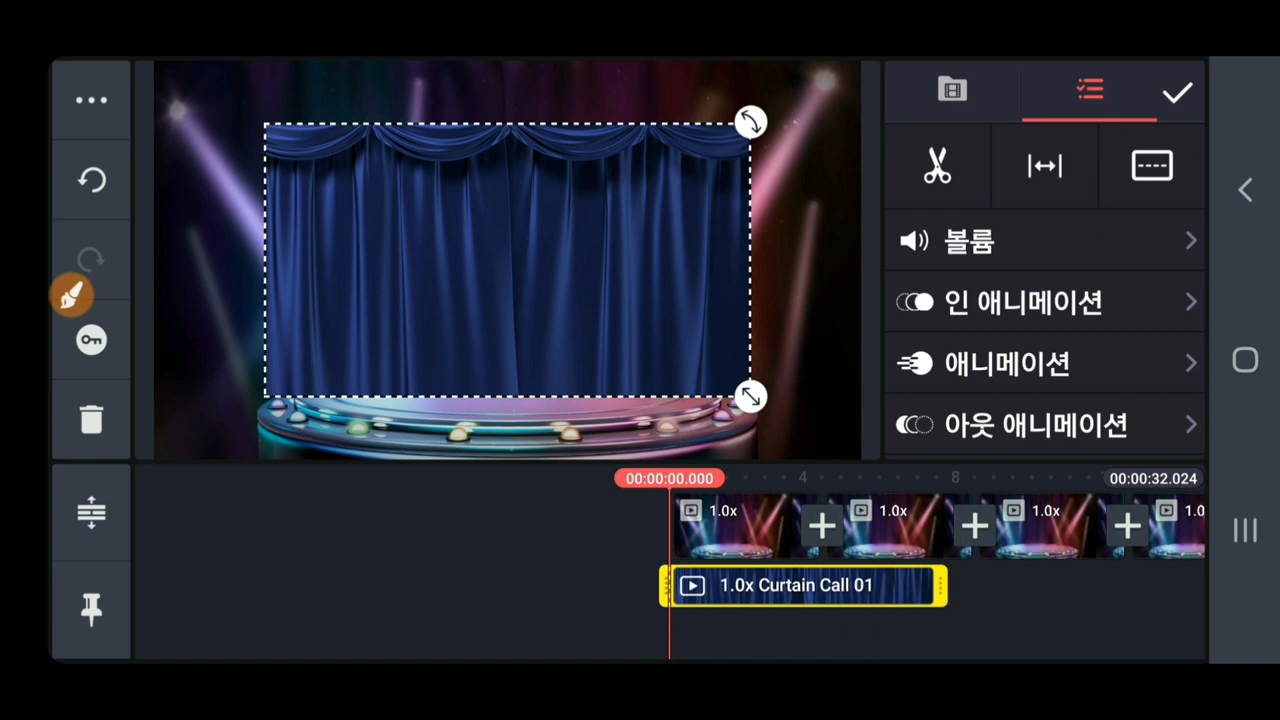 볼륨
인 애니메이션
애니메이션
아웃 애니메이션
00:00:00.000
4
8
00:00:32.024
1.0x
1.0x
1.0x
1.0
1.0x Curtain Call 01